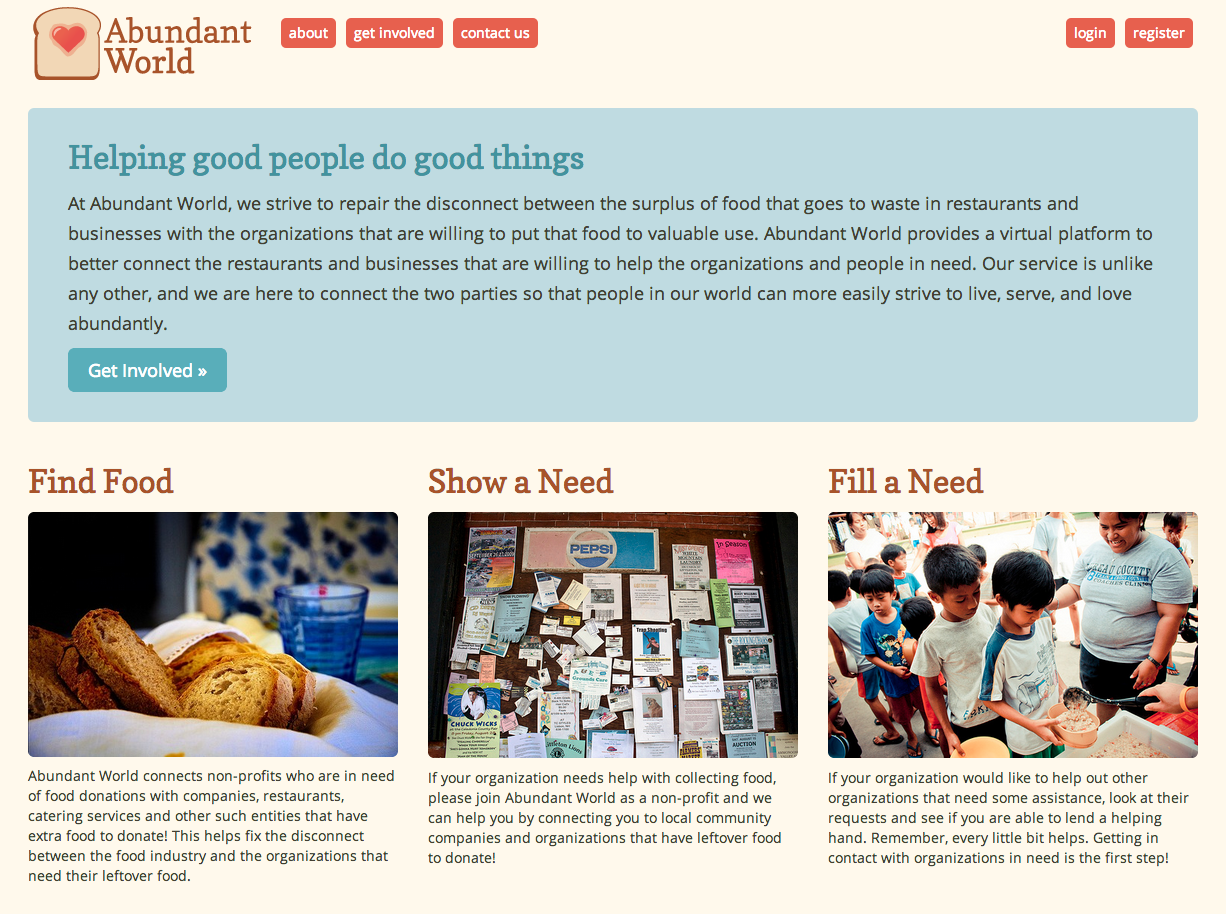 Abundant
World
about
get involved
contact us
login
register
Helping good people do good things
At Abundant World, we strive to repair the disconnect between the surplus of food that goes to waste in restaurants and
businesses with the organizations that are willing to put that food to valuable use. Abundant World provides a virtual platform to
better connect the restaurants and businesses that are willing to help the organizations and people in need. Our service is unlike
any other, and we are here to connect the two parties so that people in our world can more easily strive to live, serve, and love
abundantly.
Get Involved »
Find Food
Abundant World connects non-profits who are in need
of food donations with companies, restaurants,
catering services and other such entities that have
extra food to donate! This helps fix the disconnect
between the food industry and the organizations that
need their leftover food.
Show a Need
PEPSI
In Season
CHUCK WICKS
AUCTION
If your organization needs help with collecting food,
please join Abundant World as a non-profit and we
can help you by connecting you to local community
companies and organizations that have leftover food
to donate!
Fill a Need
COUNTY
If your organization would like to help out other
organizations that need some assistance, look at their
requests and see if you are able to lend a helping
hand. Remember, every little bit helps. Getting in
contact with organizations in need is the first step!